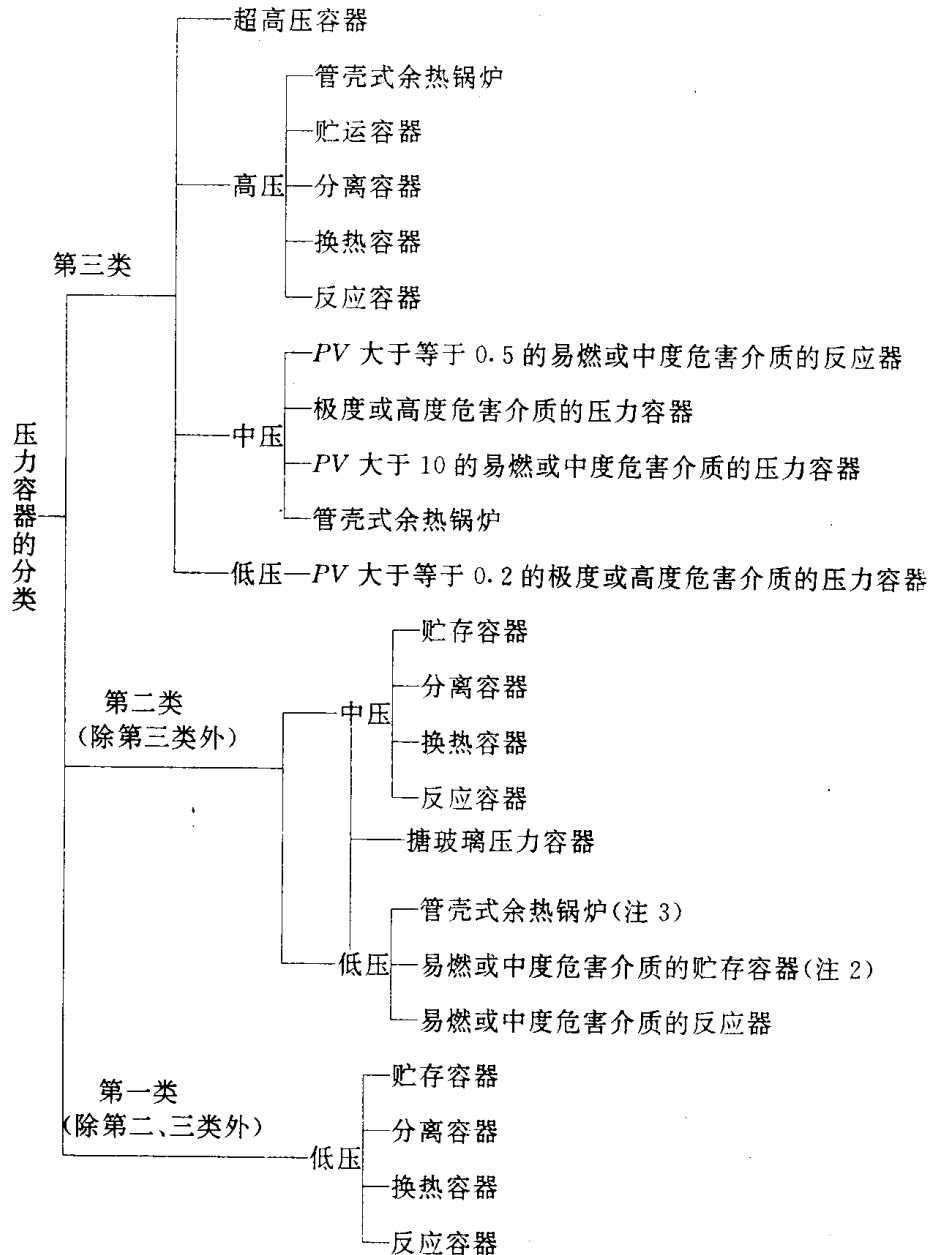 压力容器的分类
第三类
超高压容器
高压
管壳式余热锅炉
贮运容器
分离容器
换热容器
反应容器
中压
PV 大于等于 0.5 的易燃或中度危害介质的反应器
极度或高度危害介质的压力容器
PV 大于 10 的易燃或中度危害介质的压力容器
管壳式余热锅炉
低压
PV 大于等于 0.2 的极度或高度危害介质的压力容器
第二类
(除第三类外)
中压
贮存容器
分离容器
换热容器
反应容器
搪玻璃压力容器
低压
管壳式余热锅炉(注 3)
易燃或中度危害介质的贮存容器(注 2)
易燃或中度危害介质的反应器
第一类
(除第二、三类外)
低压
贮存容器
分离容器
换热容器
反应容器